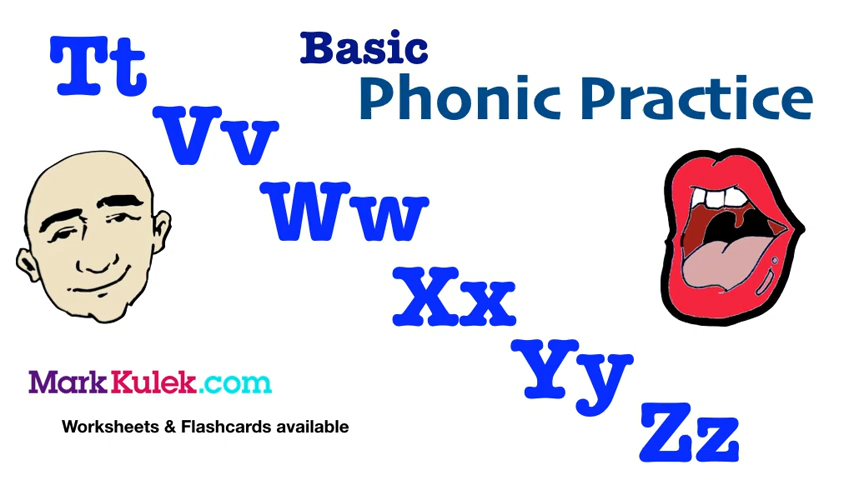 Basic
Phonic Practice
Tt
Vv
Ww
Xx
Yy
Zz
MarkKulek.com
Worksheets & Flashcards available